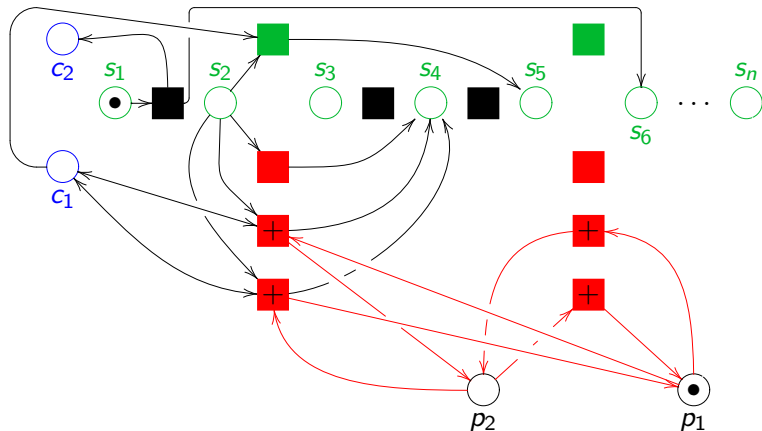 c₂ s₁ s₂ s₃ s₄ s₅ s₆ ⋯ sₙ
c₁
+ +
+ +
p₂ p₁